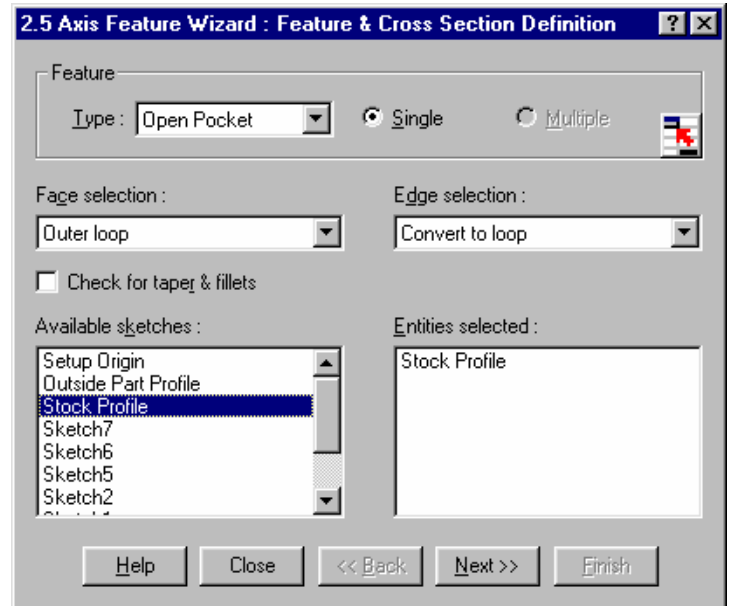 2.5 Axis Feature Wizard : Feature & Cross Section Definition
Feature
Type : Open Pocket Single Multiple
Face selection : Edge selection :
Outer loop Convert to loop
Check for taper & fillets
Available sketches : Entities selected :
Setup Origin Stock Profile
Outside Part Profile
Stock Profile
Sketch7
Sketch6
Sketch5
Sketch2
Help Close << Back Next >> Finish